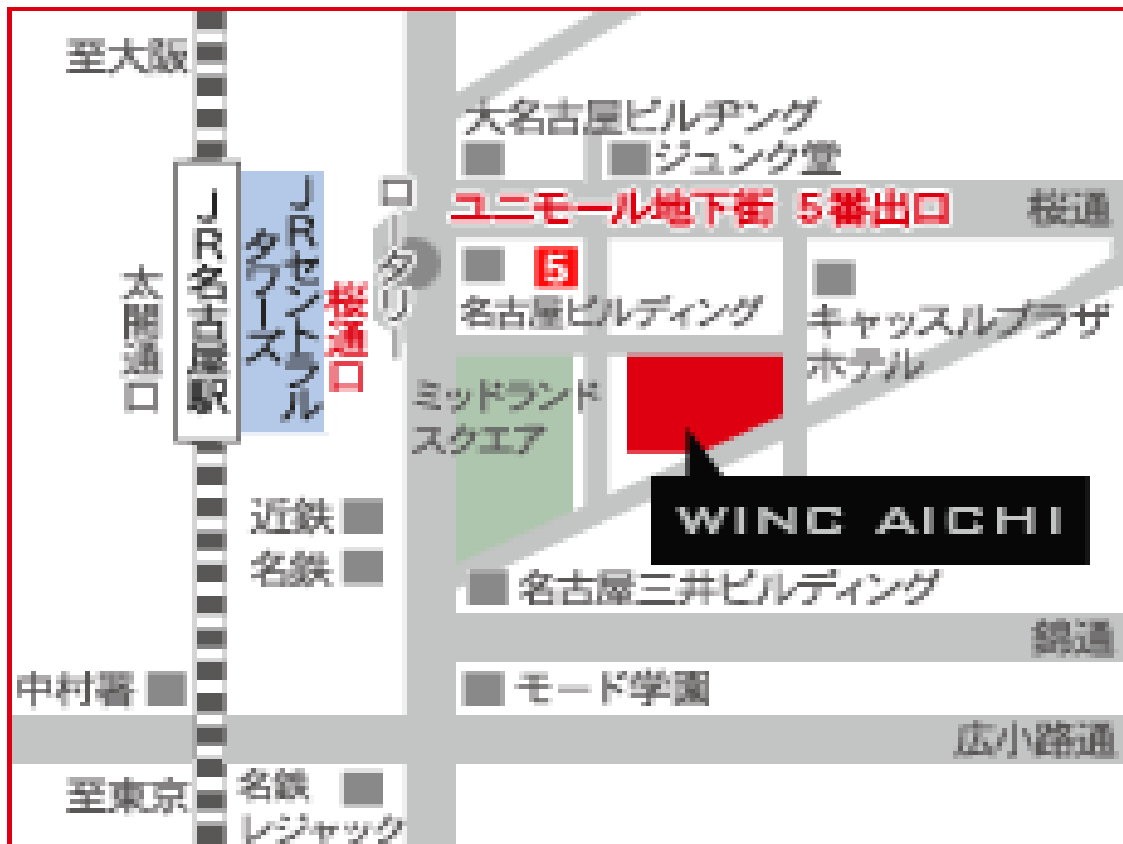 至大阪
大名古屋ビルヂング
ジュンク堂
ロータリー
ユニモール地下街 5番出口
桜通
JR名古屋駅
JRセントラル
タワーズ
桜通口
太閤通口
5
名古屋ビルディング
キャッスルプラザ
ホテル
ミッドランド
スクエア
WINC AICHI
近鉄
名鉄
名古屋三井ビルディング
錦通
中村署
モード学園
広小路通
至東京
名鉄
レジャック